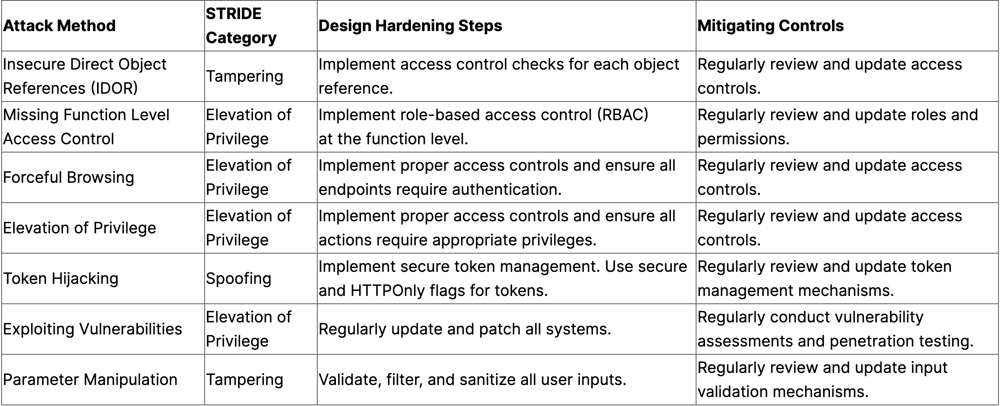 Attack Method
STRIDE
Category
Design Hardening Steps
Mitigating Controls
Insecure Direct Object
References (IDOR)
Tampering
Implement access control checks for each object
reference.
Regularly review and update access
controls.
Missing Function Level
Access Control
Elevation of
Privilege
Implement role-based access control (RBAC)
at the function level.
Regularly review and update roles and
permissions.
Forceful Browsing
Elevation of
Privilege
Implement proper access controls and ensure all
endpoints require authentication.
Regularly review and update access
controls.
Elevation of Privilege
Elevation of
Privilege
Implement proper access controls and ensure all
actions require appropriate privileges.
Regularly review and update access
controls.
Token Hijacking
Spoofing
Implement secure token management. Use secure
and HTTPOnly flags for tokens.
Regularly review and update token
management mechanisms.
Exploiting Vulnerabilities
Elevation of
Privilege
Regularly update and patch all systems.
Regularly conduct vulnerability
assessments and penetration testing.
Parameter Manipulation
Tampering
Validate, filter, and sanitize all user inputs.
Regularly review and update input
validation mechanisms.